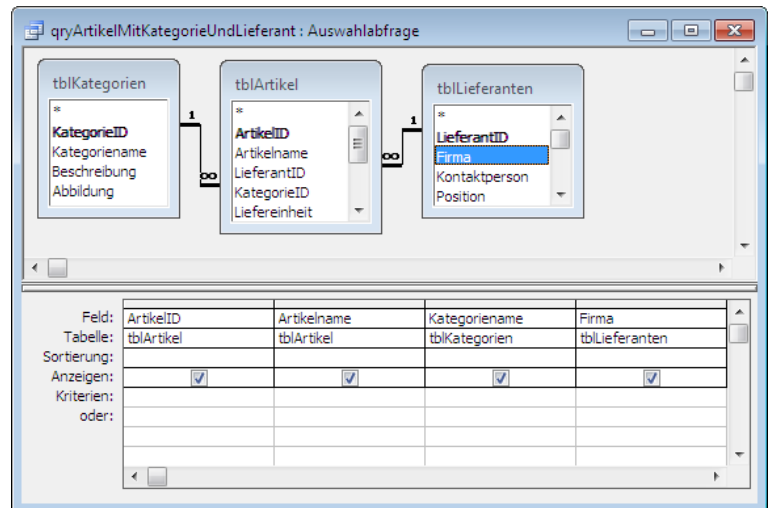 qryArtikelMitKategorieUndLieferant : Auswahlabfrage
tblKategorien
*
KategorieID
Kategoriename
Beschreibung
Abbildung
1
∞
tblArtikel
*
ArtikelID
Artikelname
LieferantID
KategorieID
Liefereinheit
∞
1
tblLieferanten
*
LieferantID
Firma
Kontaktperson
Position
Feld: ArtikelID Artikelname Kategoriename Firma
Tabelle: tblArtikel tblArtikel tblKategorien tblLieferanten
Sortierung:
Anzeigen:
Kriterien:
oder: